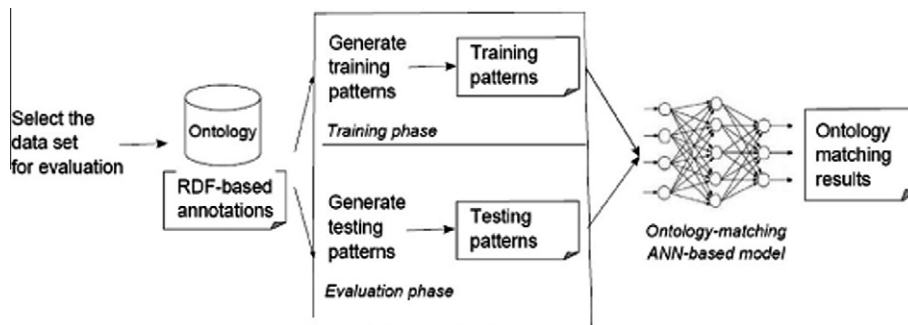 Select the
data set
for evaluation
Ontology
RDF-based
annotations
Generate
training
patterns
Training
patterns
Training phase
Generate
testing
patterns
Testing
patterns
Evaluation phase
Ontology-matching
ANN-based model
Ontology
matching
results